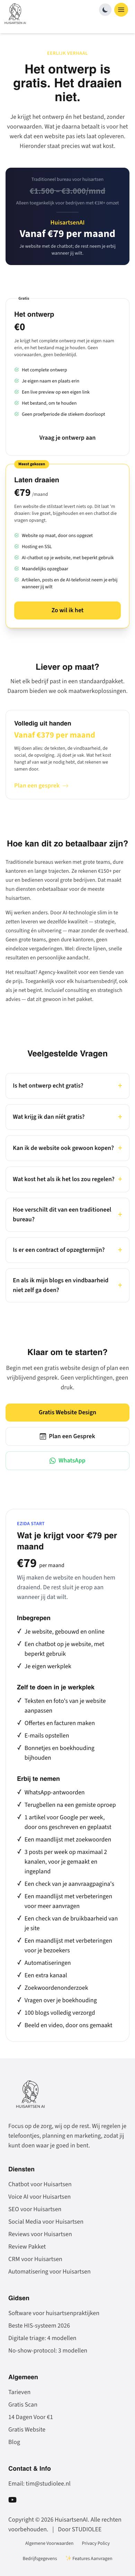 HUISARTSEN AI
EERLIJK VERHAAL
Het ontwerp is
gratis. Het draaien
niet.
Je krijgt het ontwerp én het bestand, zonder
voorwaarden. Wat je daarna betaalt is voor het
werk dat een website pas iets laat opleveren.
Hieronder staat precies wat wat kost.
Traditioneel bureau voor huisartsen
€1.500 – €3.000/mnd
Alleen toegankelijk voor bedrijven met €2M+ omzet
HuisartsenAI
Vanaf €79 per maand
Je website met de chatbot; de rest neem je erbij
wanneer jij wilt
Gratis
Het ontwerp
€0
Je krijgt het complete ontwerp met je eigen naam
erin, en het bestand mag je houden. Geen
voorwaarden, geen bedenktijd.
Het complete ontwerp
Je eigen naam en plaats erin
Een live preview op een eigen link
Het bestand, om te houden
Geen proefperiode die stieken doorloopt
Vraag je ontwerp aan
Meest gekozen
Laten draaien
€79 /maand
Een website die stilstaat levert niets op. Dit is 'm laten
draaien: live gezet, bijgehouden en een chatbot die
vragen opvangt.
Website op maat, door ons opgevet
Hosting en SSL
AI-chatbot op je website, met beperkt gebruik
Maandelijks opzegbaar
Artikelen, posts en de AI-telefonist neem je erbij
wanneer jij wilt
Zo wil ik het
Liever op maat?
Niet elk bedrijf past in een standaardpakket.
Daarom bieden we ook maatwerkoplossingen.
Volledig uit handen
Vanaf €379 per maand
Wij doen alles: de teksten, de vindbaarheid, de
social, de opvolging. Jij doet je vak. Wat het kost
hangt af van wat je nodig hebt, dat rekenen we
samen door.
Plan een gesprek →
Hoe kan dit zo betaalbaar zijn?
Traditionele bureaus werken met grote teams, dure
kantoren en lange trajecten. Ze rekenen €150+ per
uur en bedienen vooral grote bedrijven. Dat maakt
diensten onbetaalbaar voor de meeste
huisartsen.
Wij werken anders. Door AI-technologie slim in te
zetten leveren we dezelfde kwaliteit — strategie,
consulting én uitvoering — maar zonder de overhead.
Geen grote teams, geen dure kantoren, geen
eindeloze vergaderingen. Wel: directe lijnen, snelle
resultaten en persoonlijke aandacht.
Het resultaat? Agency-kwaliteit voor een tiende van
de prijs. Toegankelijk voor elk huisartsenbedrijf, ook
als je net begint. Inclusief consulting en strategisch
advies — dat zit gewoon in het pakket.
Veelgestelde Vragen
Is het ontwerp echt gratis? +
Wat krijg ik dan niét gratis? +
Kan ik de website ook gewoon kopen? +
Wat kost het als ik het los zou regelen? +
Hoe verschilt dit van een traditioneel
bureau? +
Is er een contract of opzegtermijn? +
En als ik mijn blogs en vindbaarheid
niet zelf ga doen? +
Klaar om te starten?
Begin met een gratis website design of plan een
vrijblijvend gesprek. Geen verplichtingen, geen
druk.
Gratis Website Design
Plan een Gesprek
WhatsApp
EZIDIA START
Wat je krijgt voor €79 per
maand
€79 per maand
Wij maken de website en houden hem
draaiend. De rest sluit je erop aan
wanneer jij dat wilt.
Inbegrepen
✓ Je website, gebouwd en online
✓ Een chatbot op je website, met
beperkt gebruik
✓ Je eigen werkplek
Zelf te doen in je werkplek
✓ Teksten en foto's van je website
aanpassen
✓ Offertes en facturen maken
✓ E-mails opstellen
✓ Bonnetjes en boekhouding
bijhouden
Erbij te nemen
✓ WhatsApp-antwoorden
✓ Terugbellen na een gemiste oproep
✓ 1 artikel voor Google per week,
door ons geschreven en geplaatst
✓ Een maandlijst met zoekwoorden
✓ 3 posts per week op maximaal 2
kanalen, voor je gemaakt en
ingepland
✓ Een check van je aanvraagpagina's
✓ Een maandlijst met verbeteringen
voor meer aanvragen
✓ Een check van de bruikbaarheid van
je site
✓ Een maandlijst met verbeteringen
voor je bezoekers
✓ Automatiseringen
✓ Een extra kanaal
✓ Zoekwoordenonderzoek
✓ Vragen over je boekhouding
✓ 100 blogs volledig verzorgd
✓ Beeld en video, door ons gemaakt
HUISARTSEN AI
Focus op de zorg, wij op de rest. Wij regelen je
telefoontjes, planning en marketing, zodat jij
kunt doen waar je goed in bent.
Diensten
Chatbot voor Huisartsen
Voice AI voor Huisartsen
SEO voor Huisartsen
Social Media voor Huisartsen
Reviews voor Huisartsen
Review Pakket
CRM voor Huisartsen
Automatisering voor Huisartsen
Gidsen
Software voor huisartspraktijken
Beste HIS-systeem 2026
Digitale triage: 4 modellen
No-show-protocol: 3 modellen
Algemeen
Tarieven
Gratis Scan
14 Dagen Voor €1
Gratis Website
Blog
Contact & Info
Email: tim@studiolee.nl
Copyright © 2026 HuisartsenAI. Alle rechten
voorbehouden. | Door STUDIOLEE
Algemene Voorwaarden Privacy Policy
Bedrijfsgegevens ✨ Features Aanvragen